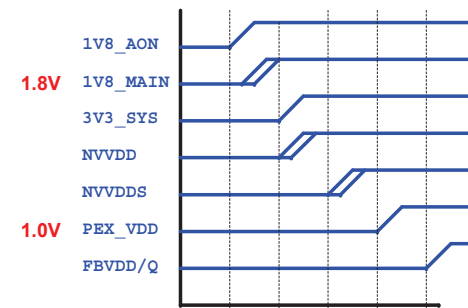 1V8_AON
1.8V 1V8_MAIN
3V3_SYS
NVVDD
NVVDDS
1.0V PEX_VDD
FBVDD/Q